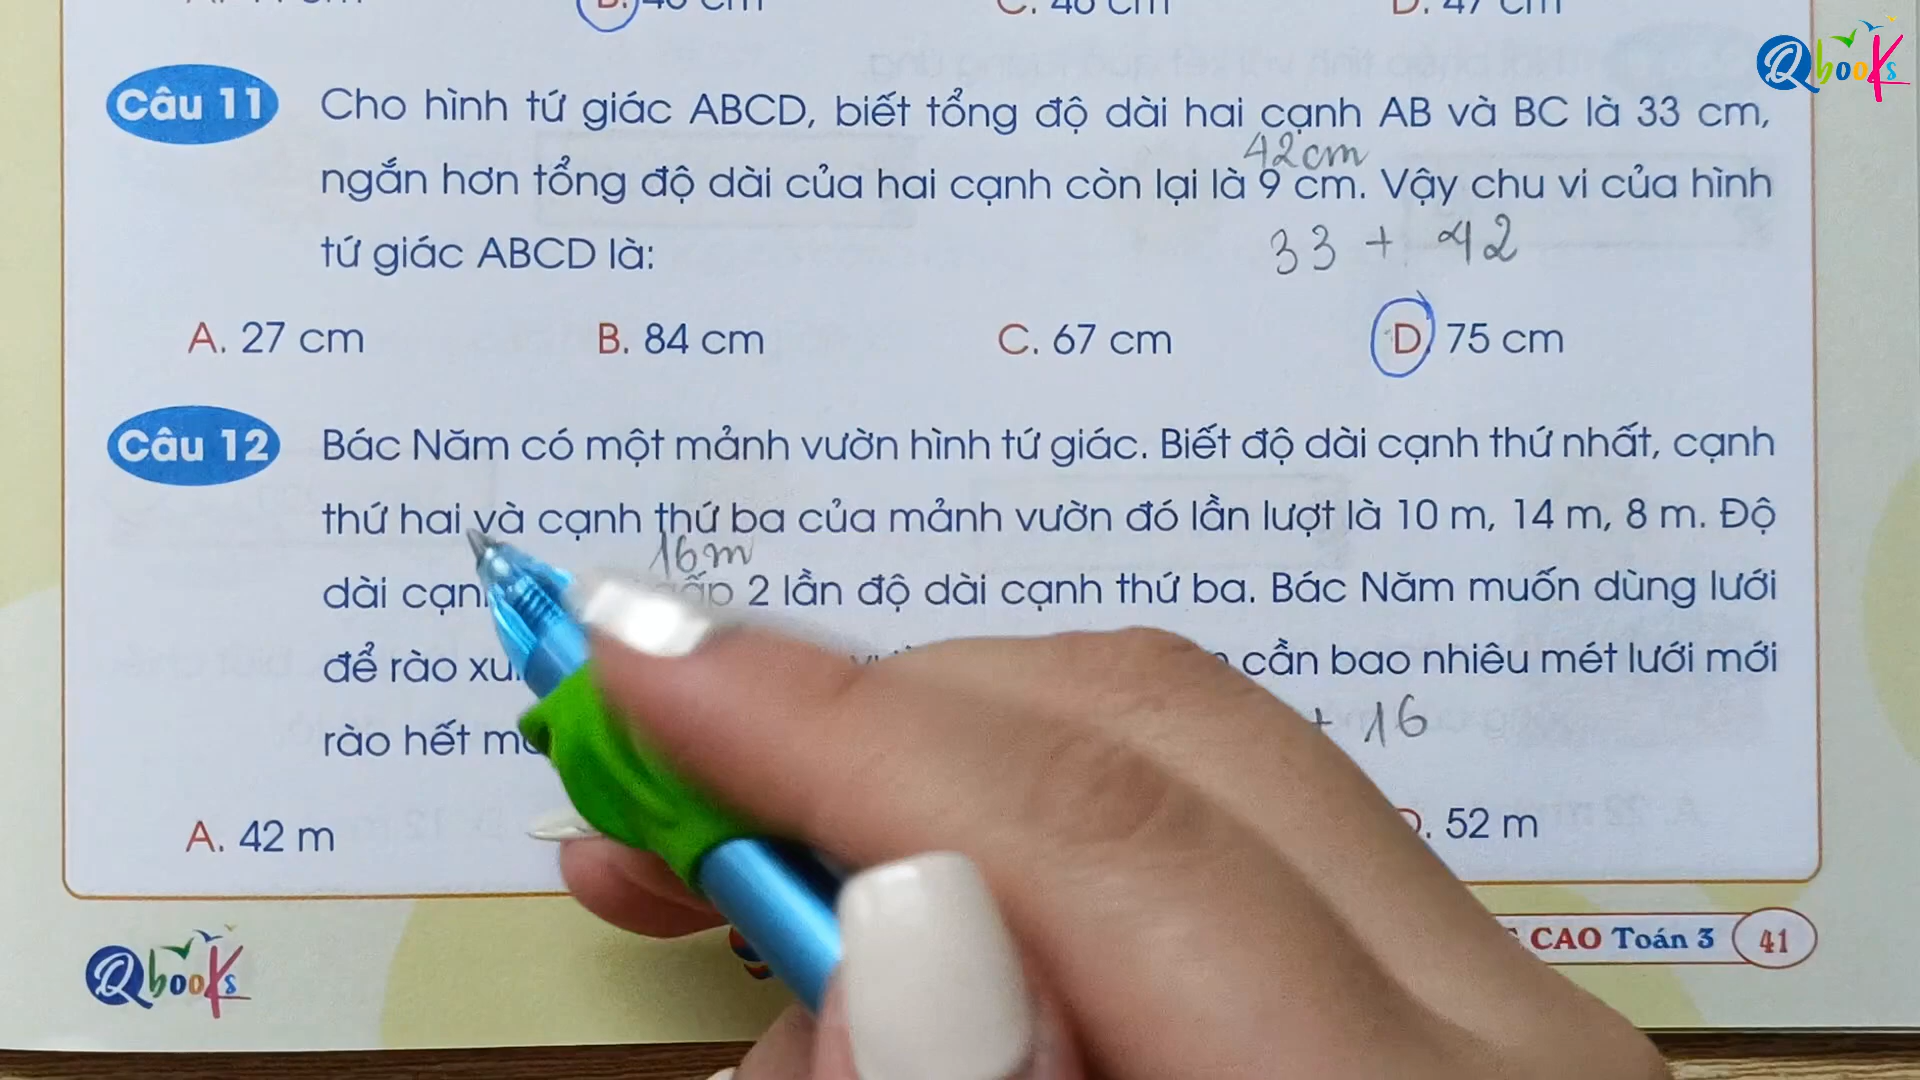 B. 40 cm
D. 47 cm
Qbooks
Câu 11 Cho hình tứ giác ABCD, biết tổng độ dài hai cạnh AB và BC là 33 cm,
42cm
ngắn hơn tổng độ dài của hai cạnh còn lại là 9 cm. Vậy chu vi của hình
tứ giác ABCD là: 33 + 42
A. 27 cm B. 84 cm C. 67 cm D. 75 cm
Câu 12 Bác Năm có một mảnh vườn hình tứ giác. Biết độ dài cạnh thứ nhất, cạnh
thứ hai và cạnh thứ ba của mảnh vườn đó lần lượt là 10 m, 14 m, 8 m. Độ
16m
dài gấp 2 lần độ dài cạnh thứ ba. Bác Năm muốn dùng lưới
để rào cần bao nhiêu mét lưới mới
rào hết + 16
A. 42 m D. 52 m
CAO Toán 3 41
Qbooks